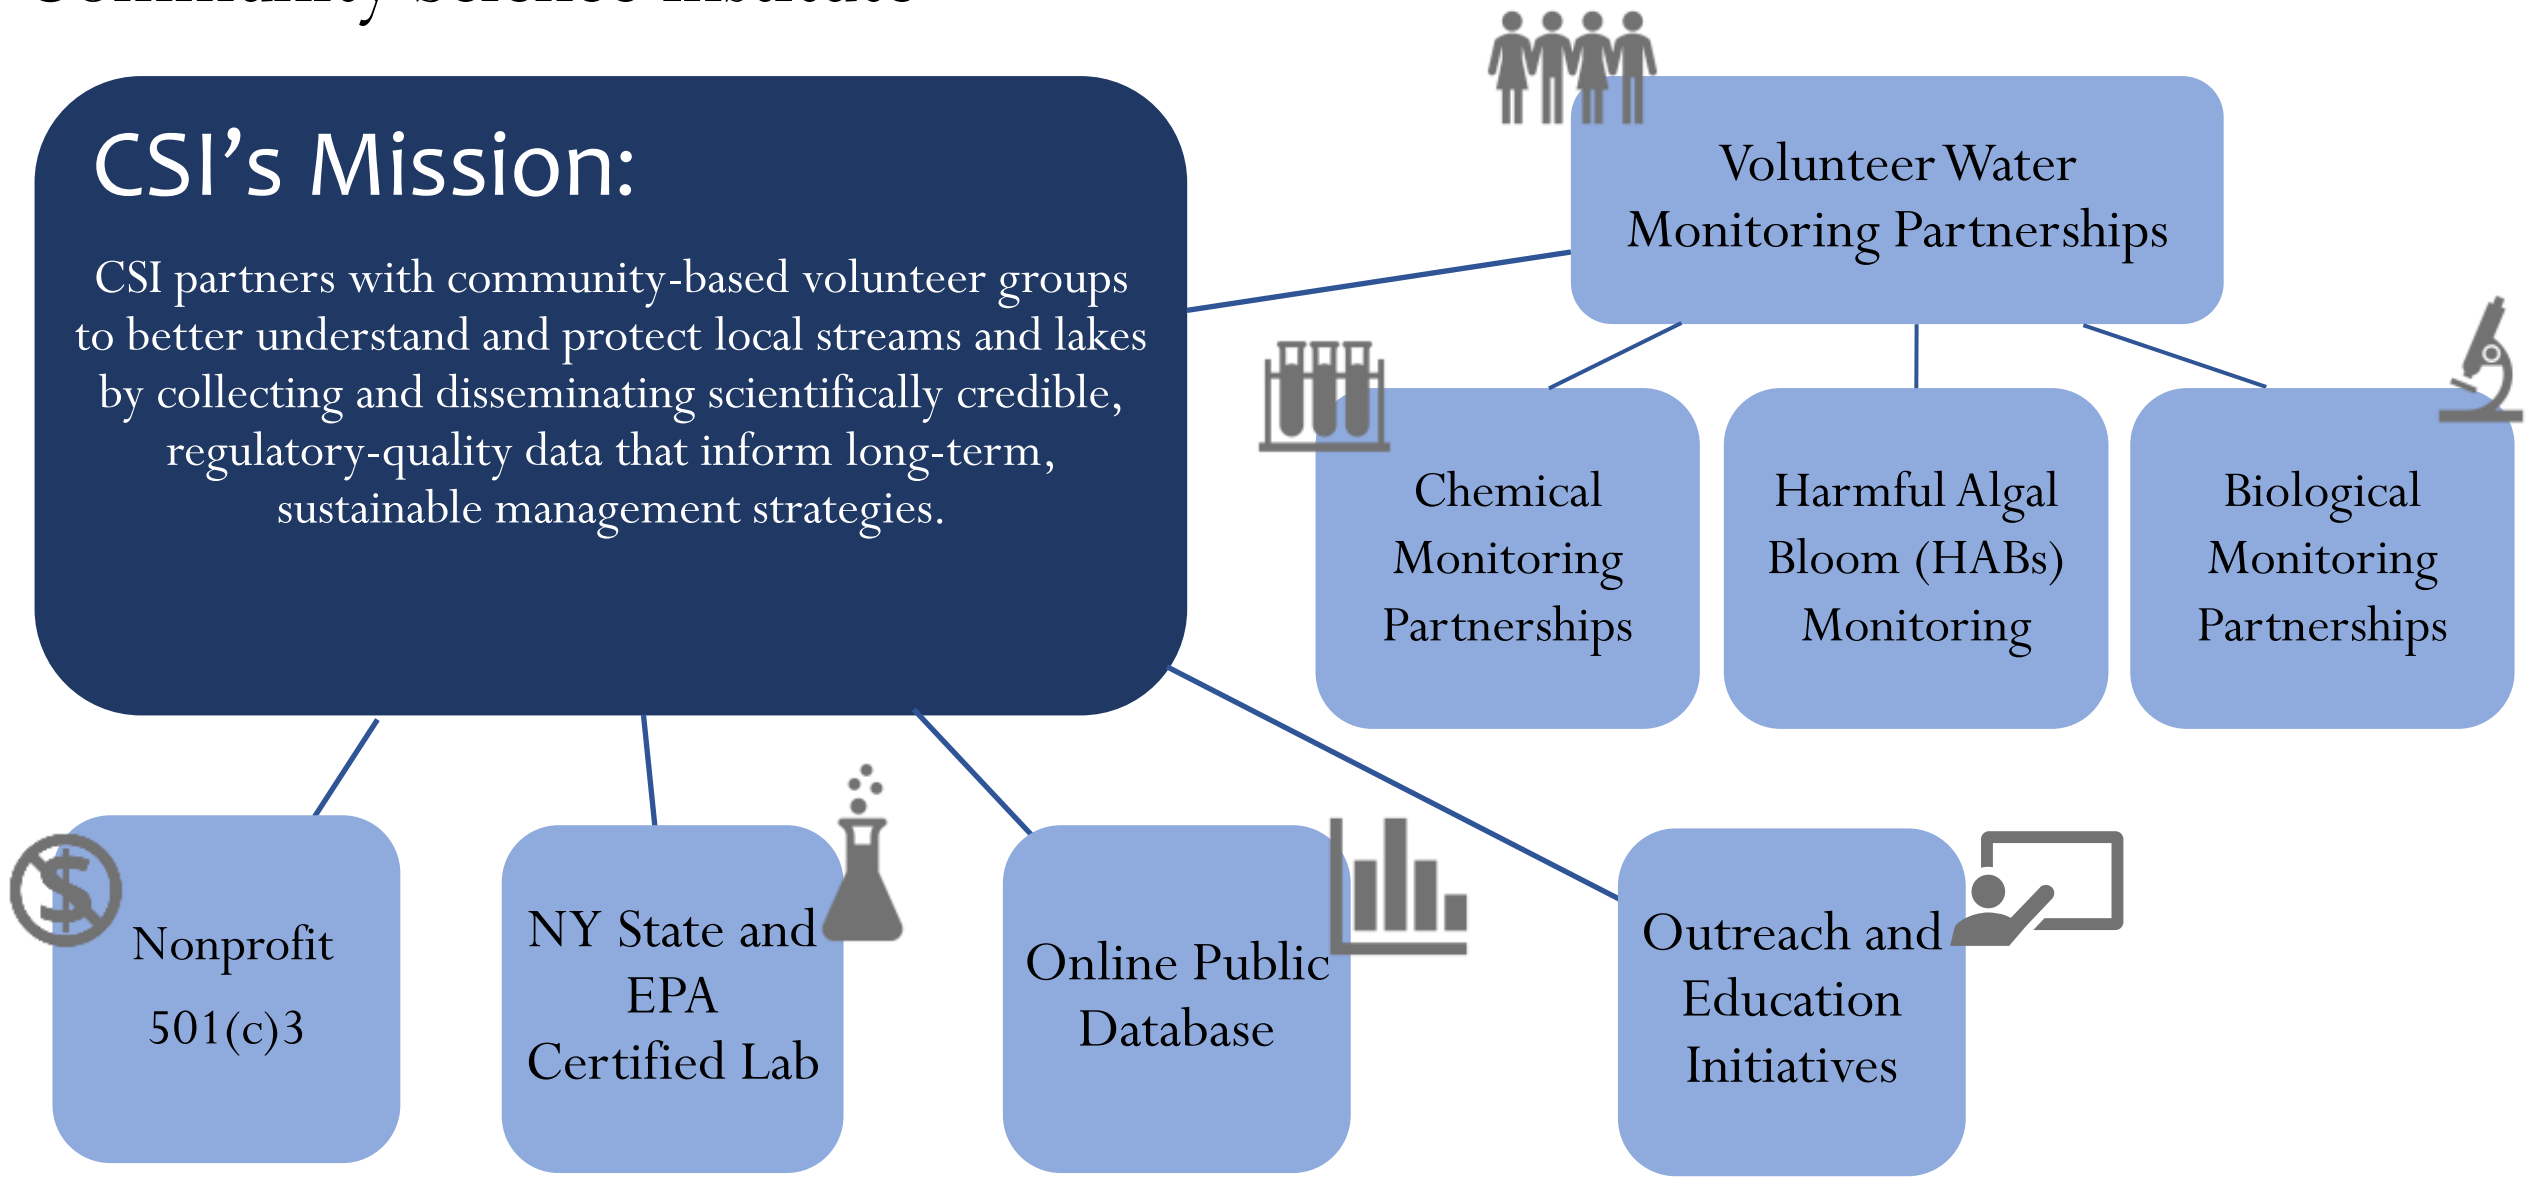 Community Science Institute
CSI’s Mission:
CSI partners with community-based volunteer groups
to better understand and protect local streams and lakes
by collecting and disseminating scientifically credible,
regulatory-quality data that inform long-term,
sustainable management strategies.
Volunteer Water
Monitoring Partnerships
Chemical
Monitoring
Partnerships
Harmful Algal
Bloom (HABs)
Monitoring
Biological
Monitoring
Partnerships
$
Nonprofit
501(c)3
NY State and
EPA
Certified Lab
Online Public
Database
Outreach and
Education
Initiatives